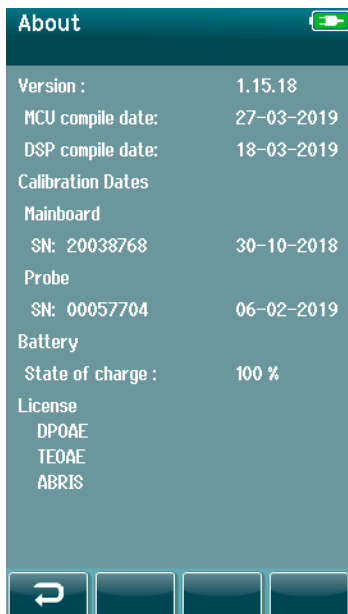 About
Version : 1.15.18
MCU compile date: 27-03-2019
DSP compile date: 18-03-2019
Calibration Dates
Mainboard
SN: 20038768 30-10-2018
Probe
SN: 00057704 06-02-2019
Battery
State of charge : 100 %
License
DPOAE
TEOAE
ABRIS